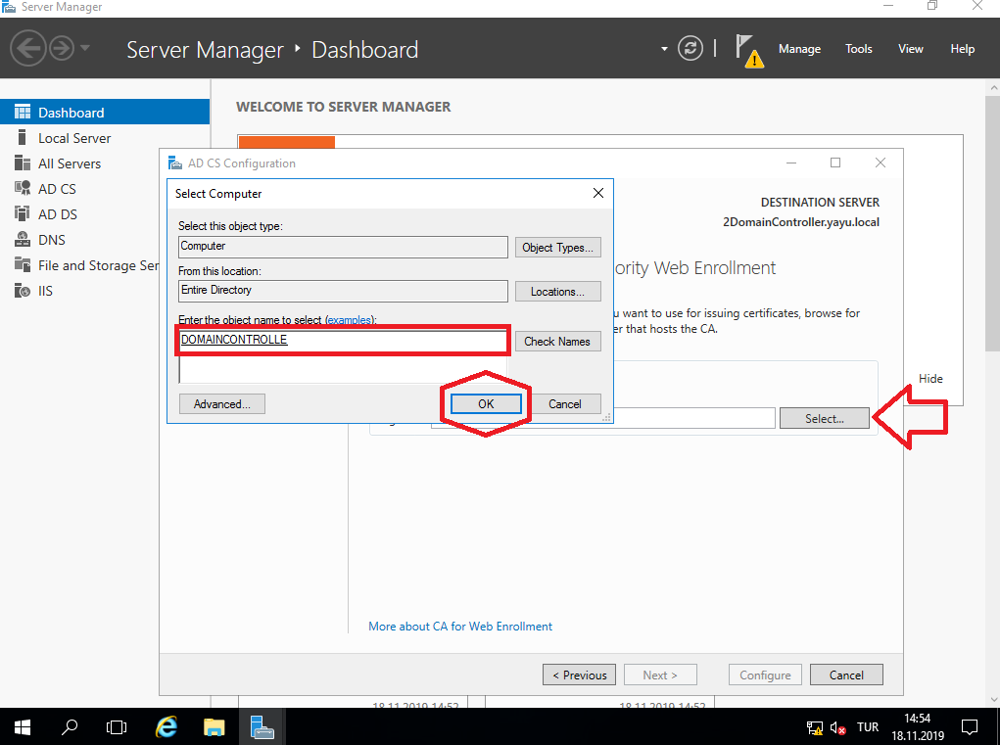 Server Manager
Server Manager
Dashboard
Manage
Tools
View
Help
Dashboard
Local Server
All Servers
AD CS
AD DS
DNS
File and Storage Ser
IIS
WELCOME TO SERVER MANAGER
AD CS Configuration
DESTINATION SERVER
2DomainController.yayu.local
ority Web Enrollment
u want to use for issuing certificates, browse for
er that hosts the CA.
Select...
Hide
More about CA for Web Enrollment
< Previous
Next >
Configure
Cancel
Select Computer
Select this object type:
Computer
Object Types...
From this location:
Entire Directory
Locations...
Enter the object name to select (examples):
DOMAINCONTROLLE
Check Names
Advanced...
OK
Cancel
18.11.2019 14:52
18.11.2019 14:52
TUR
14:54
18.11.2019